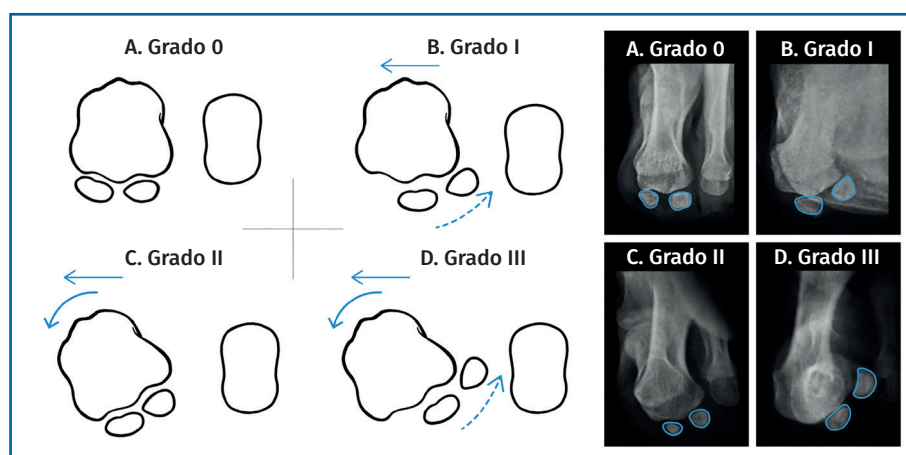 A. Grado 0
B. Grado I
C. Grado II
D. Grado III
A. Grado 0
B. Grado I
C. Grado II
D. Grado III